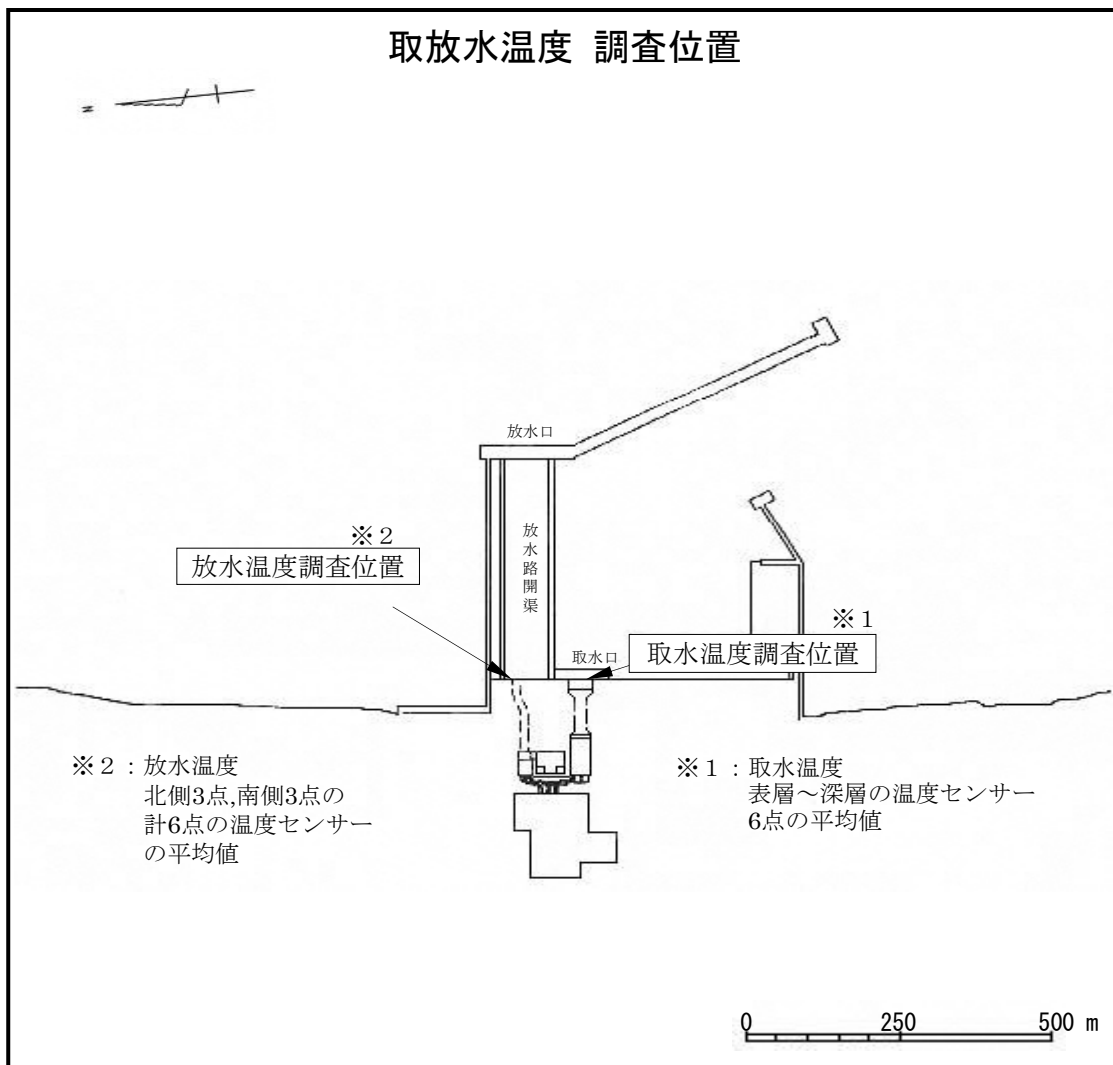 取放水温度 調査位置
N
放水口
※2
放水温度調査位置
放水路開渠
※1
取水口
取水温度調査位置
※2：放水温度
北側3点,南側3点の
計6点の温度センサー
の平均値
※1：取水温度
表層～深層の温度センサー
6点の平均値
0 250 500 m